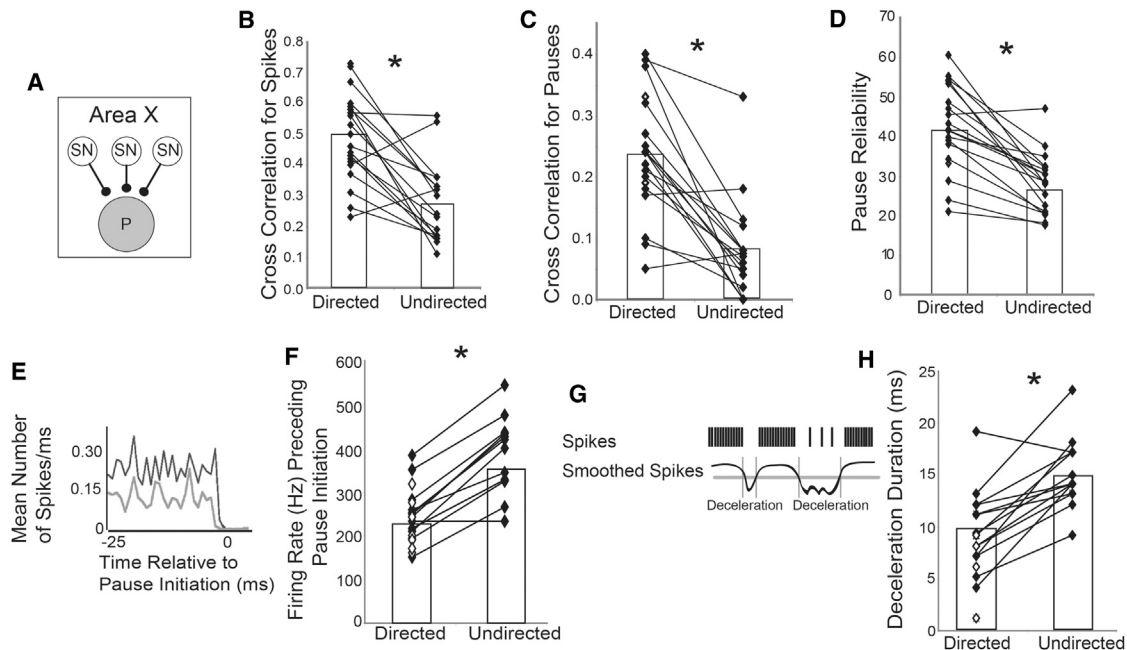 A
Area X
SN SN SN
P
B
Cross Correlation for Spikes
0.8
0.7
0.6
0.5
0.4
0.3
0.2
0.1
0.0
*
Directed Undirected
C
Cross Correlation for Pauses
0.4
0.3
0.2
0.1
0.0
*
Directed Undirected
D
Pause Reliability
70
60
50
40
30
20
10
0
*
Directed Undirected
E
Mean Number
of Spikes/ms
0.30
0.15
0
-25 0
Time Relative to
Pause Initiation (ms)
F
Firing Rate (Hz) Preceding
Pause Initiation
600
500
400
300
200
100
0
*
Directed Undirected
G
Spikes
Smoothed Spikes
Deceleration Deceleration
H
Deceleration Duration (ms)
25
20
15
10
5
0
*
Directed Undirected